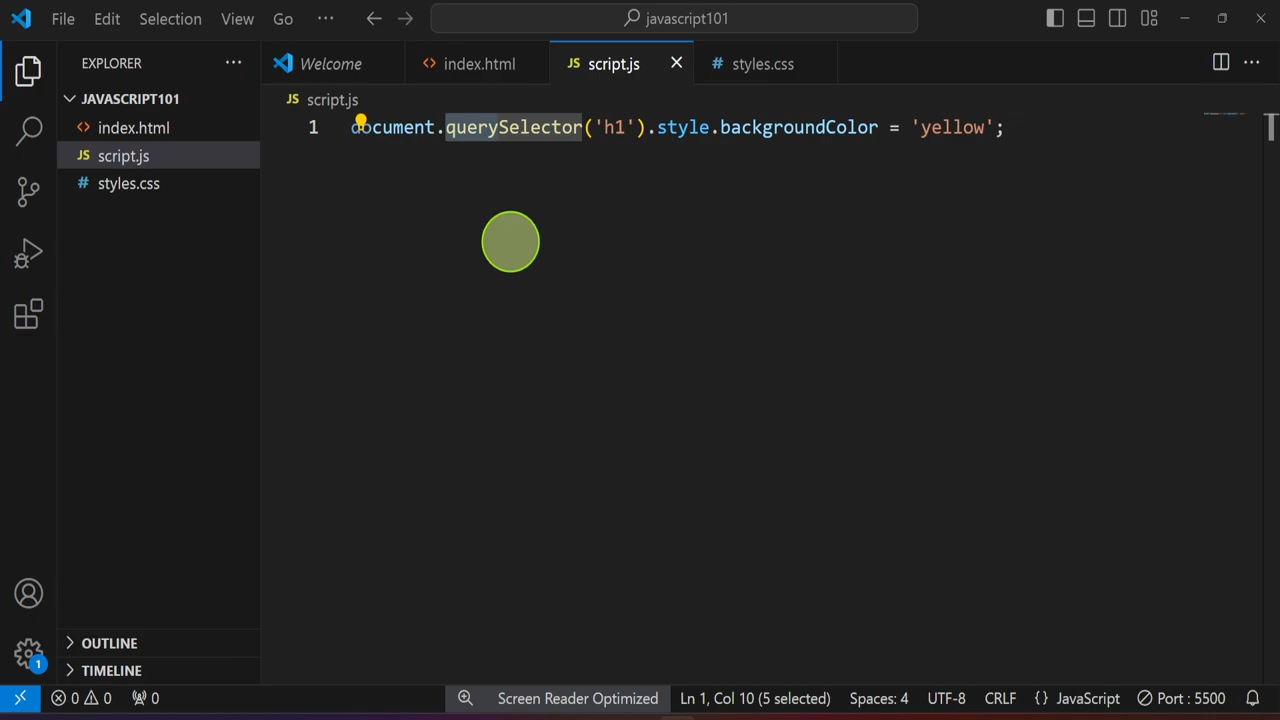 File Edit Selection View Go ··· javascript101
EXPLORER ···
Welcome index.html script.js styles.css
JAVASCRIPT101
index.html
script.js
styles.css
script.js
1 document.querySelector('h1').style.backgroundColor = 'yellow';
OUTLINE
TIMELINE
1
0 0 0 Screen Reader Optimized Ln 1, Col 10 (5 selected) Spaces: 4 UTF-8 CRLF {} JavaScript Port : 5500